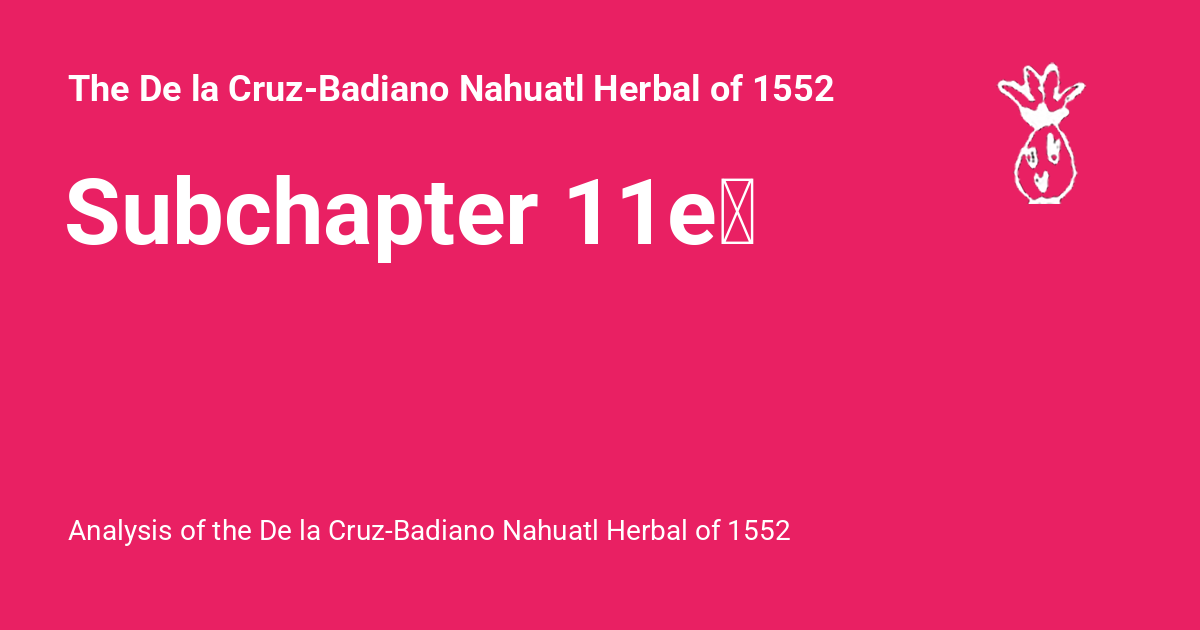 The De la Cruz-Badiano Nahuatl Herbal of 1552
Subchapter 11e
Analysis of the De la Cruz-Badiano Nahuatl Herbal of 1552